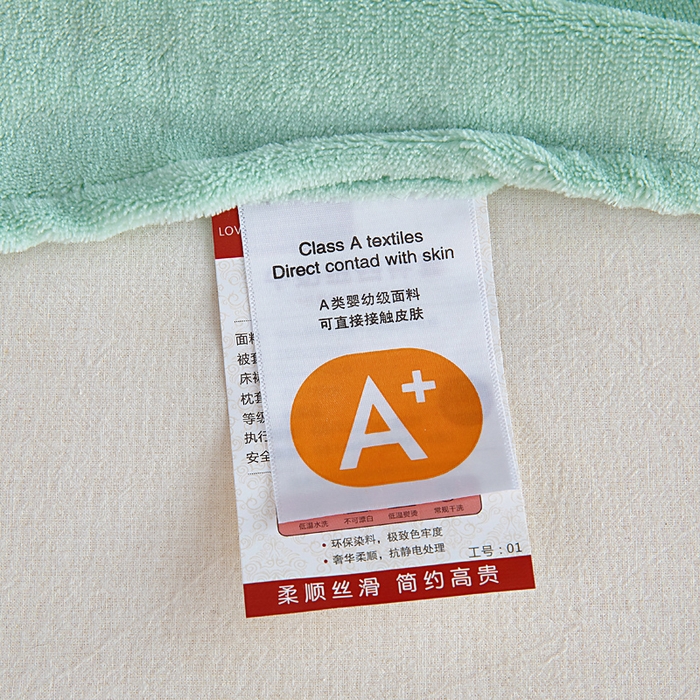 Class A textiles
Direct contad with skin
A类婴幼级面料
可直接接触皮肤
A+
LOV
面料
被套
床
枕套
等级
执行
安全
低温水洗 不可漂白 低温熨烫 常规干洗
• 环保染料，极致色牢度
• 奢华柔顺，抗静电处理
工号：01
柔顺丝滑 简约高贵